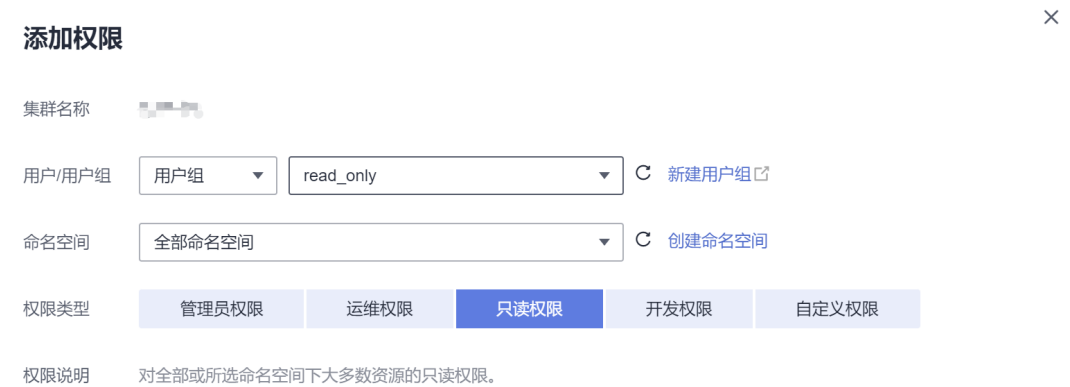 添加权限
集群名称
用户/用户组 用户组 read_only 新建用户组
命名空间 全部命名空间 创建命名空间
权限类型 管理员权限 运维权限 只读权限 开发权限 自定义权限
权限说明 对全部或所选命名空间下大多数资源的只读权限。